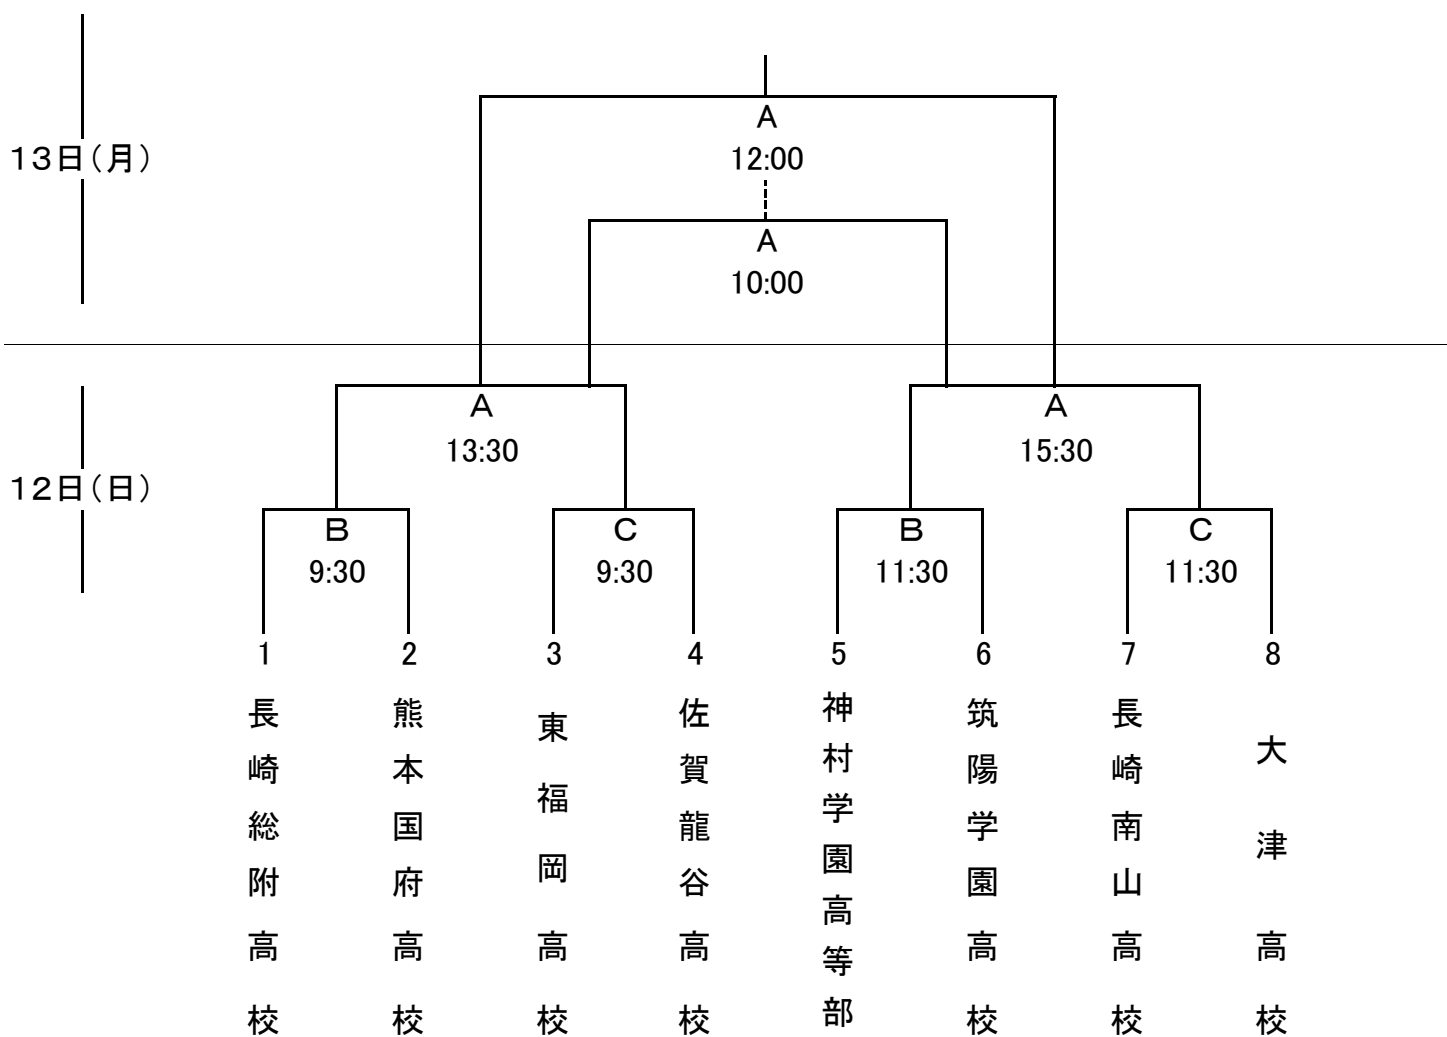 A
12:00
13日(月)
A
10:00
A
13:30
A
15:30
12日(日)
B
9:30
C
9:30
B
11:30
C
11:30
1
2
3
4
5
6
7
8
長崎総附高校
熊本国府高校
東福岡高校
佐賀龍谷高校
神村学園高等部
筑陽学園高校
長崎南山高校
大津高校